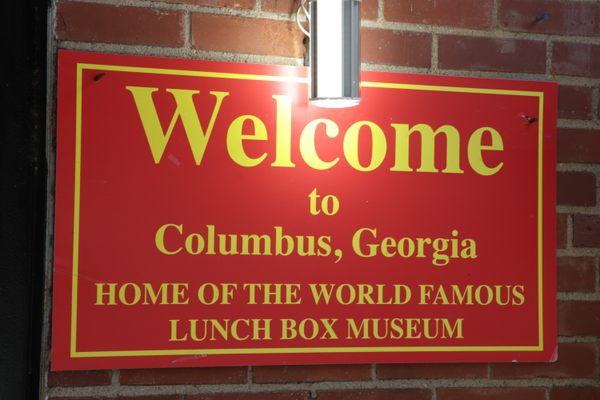 Welcome
to
Columbus, Georgia
HOME OF THE WORLD FAMOUS
LUNCH BOX MUSEUM